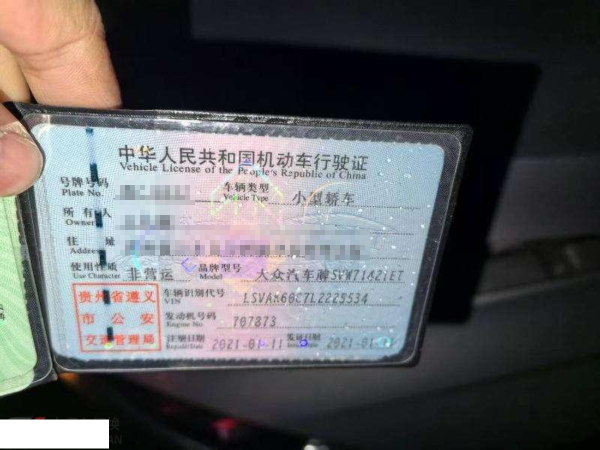 中华人民共和国机动车行驶证
Vehicle License of the People's Republic of China
号牌号码 车辆类型 小型轿车
Plate No. Vehicle Type
所有人
Owner
住址
Address
使用性质 非营运 品牌型号 大众汽车牌SVW7142IET
Use Character Model
贵州省遵义 车辆识别代号
VIN
市公安 发动机号码 707873
Engine No.
交通管理局 注册日期 2021-01-11 发证日期 2021-01-